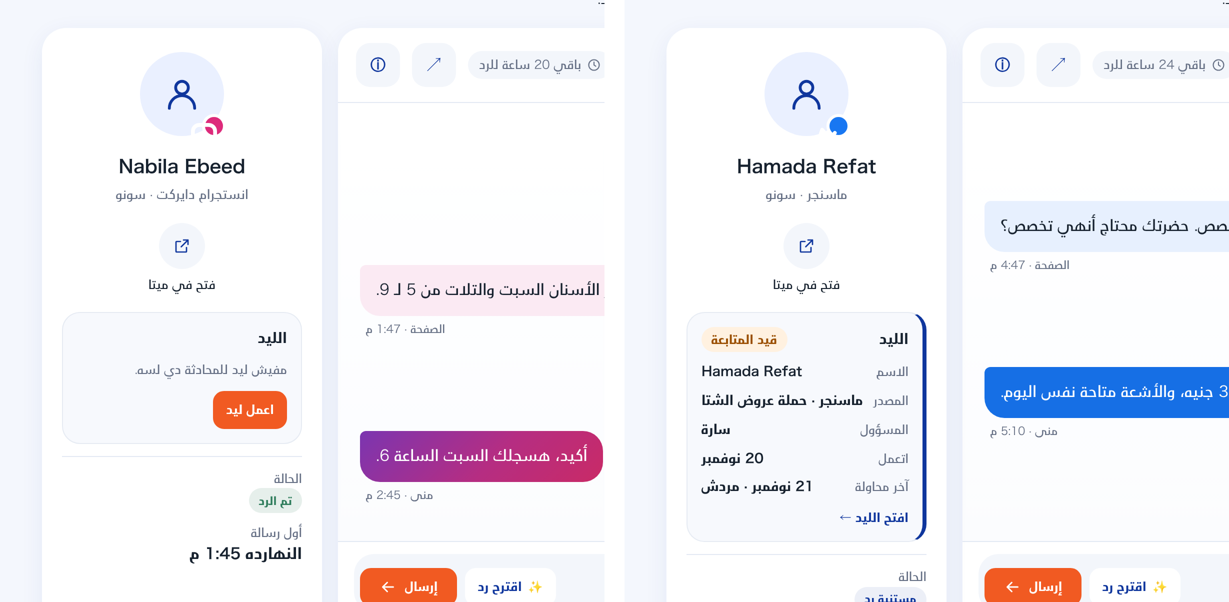 باقي 24 ساعة للرد
Hamada Refat
ماسنجر · سونو
فتح في ميتا
الليد
قيد المتابعة
الاسم Hamada Refat
المصدر ماسنجر · حملة عروض الشتا
المسؤول سارة
اتعمل 20 نوفمبر
آخر محاولة 21 نوفمبر · مردش
افتح الليد ←
الحالة
مستنية رد
حضرتك محتاج أنهي تخصص؟
الصفحة · 4:47 م
جنيه، والأشعة متاحة نفس اليوم.
منى · 5:10 م
✨ اقترح رد
إرسال ←
باقي 20 ساعة للرد
Nabila Ebeed
انستجرام دايركت · سونو
فتح في ميتا
الليد
مفيش ليد للمحادثة دي لسه.
اعمل ليد
الحالة
تم الرد
أول رسالة
النهارده 1:45 م
الأسنان السبت والتلات من 5 لـ 9.
الصفحة · 1:47 م
أكيد، هسجلك السبت الساعة 6.
منى · 2:45 م
✨ اقترح رد
إرسال ←